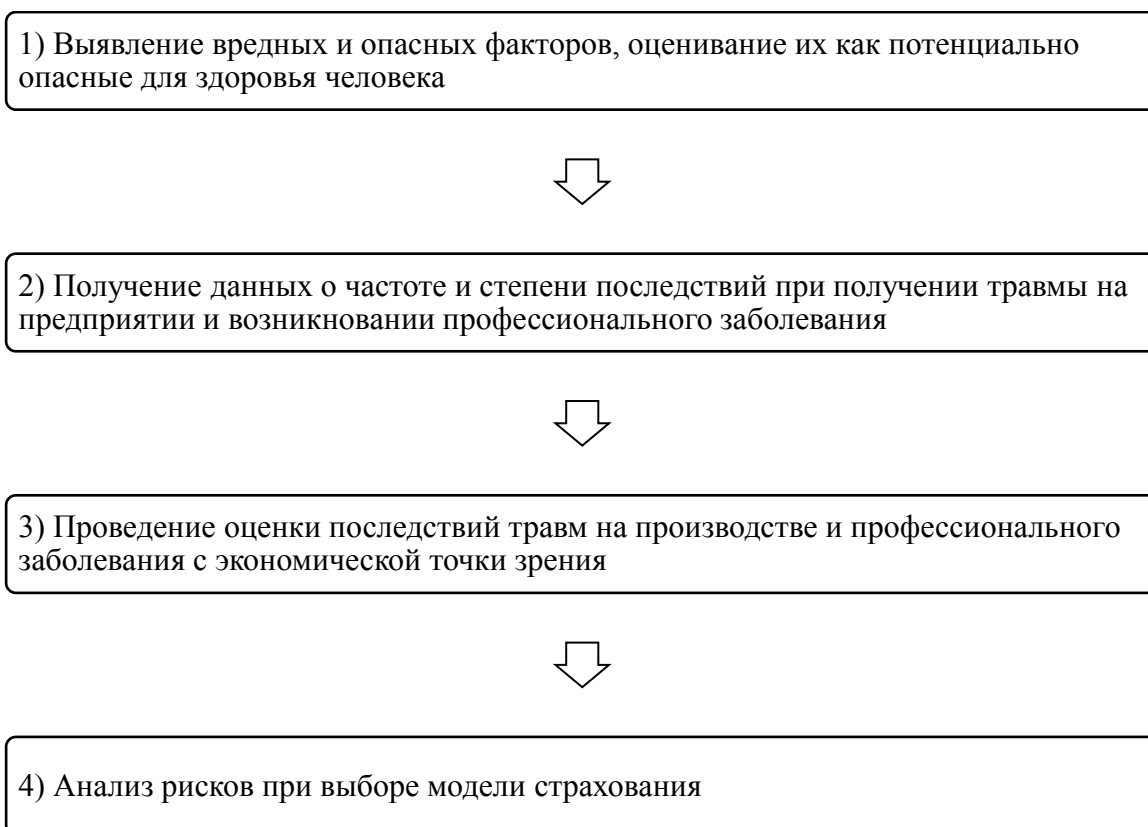 1) Выявление вредных и опасных факторов, оценивание их как потенциально
опасные для здоровья человека
2) Получение данных о частоте и степени последствий при получении травмы на
предприятии и возникновании профессионального заболевания
3) Проведение оценки последствий травм на производстве и профессионального
заболевания с экономической точки зрения
4) Анализ рисков при выборе модели страхования